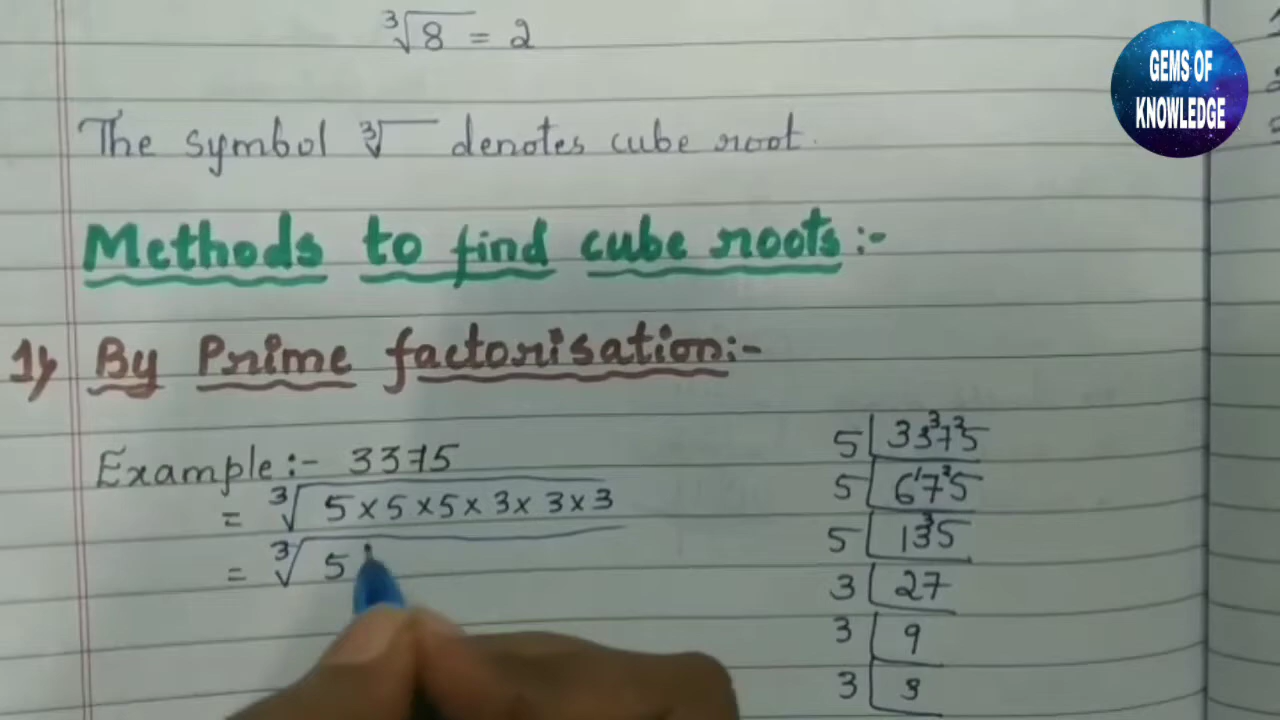 ∛8 = 2
GEMS OF
KNOWLEDGE
The symbol ∛ denotes cube root.
Methods to find cube roots:-
1) By Prime factorisation:-
Example:- 3375
= ∛5×5×5×3×3×3
= ∛5
5 | 3375
5 | 675
5 | 135
3 | 27
3 | 9
3 | 3